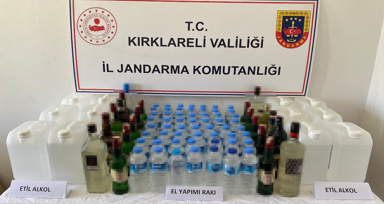 T.C.
KIRKLARELİ VALİLİĞİ
İL JANDARMA KOMUTANLIĞI
ETİL ALKOL
EL YAPIMI RAKI
ETİL ALKOL